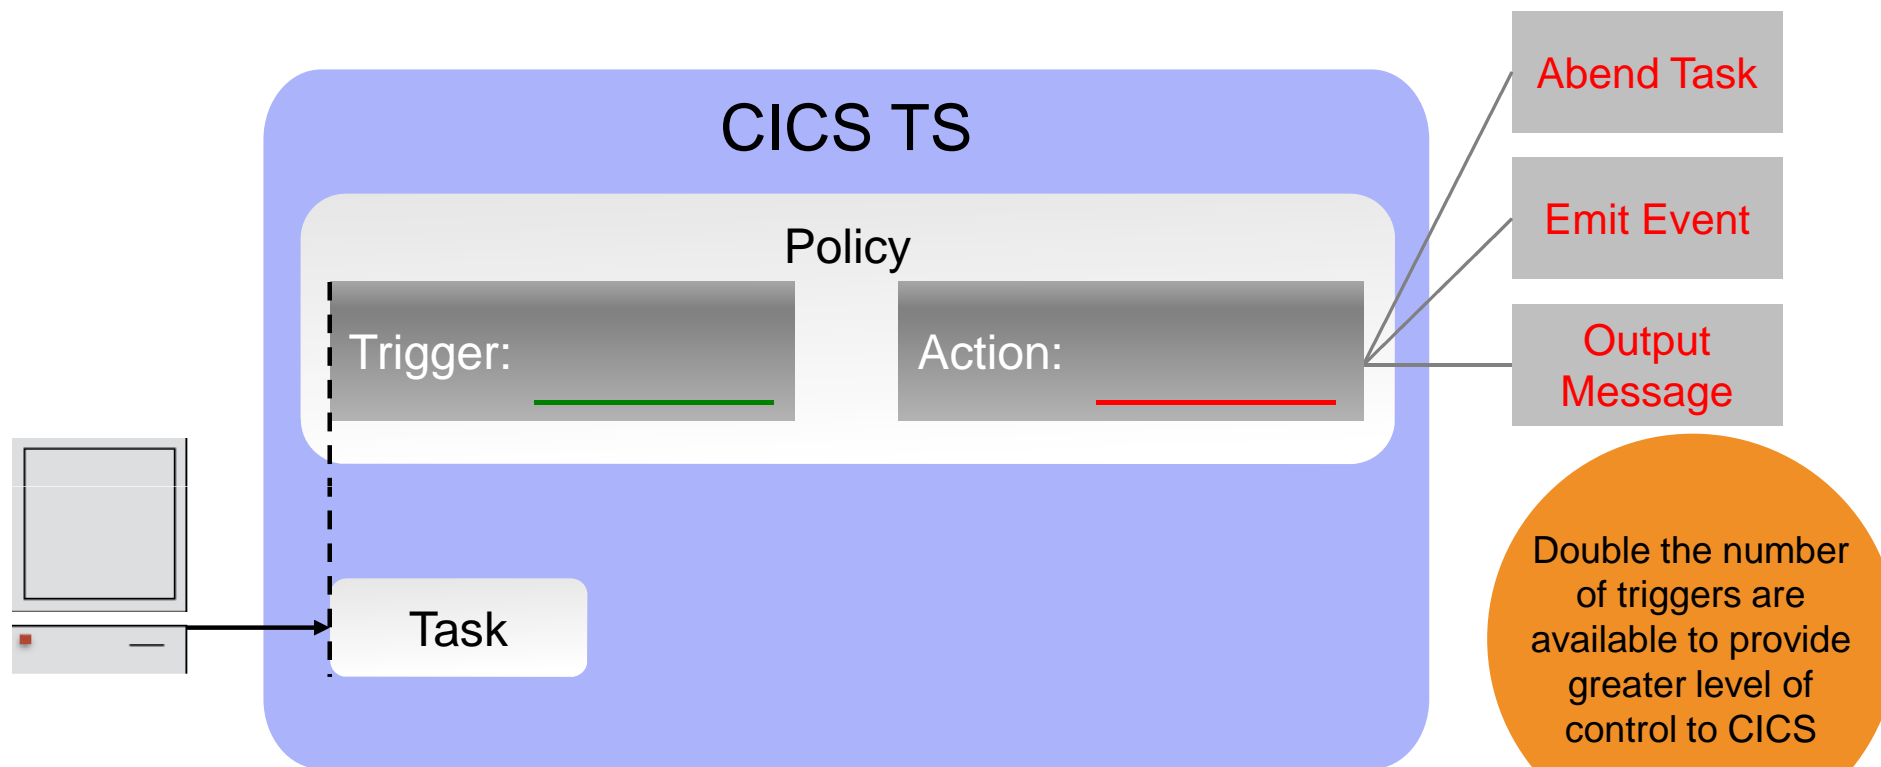 CICS TS
Policy
Trigger:
Action:
Task
Abend Task
Emit Event
Output
Message
Double the number
of triggers are
available to provide
greater level of
control to CICS